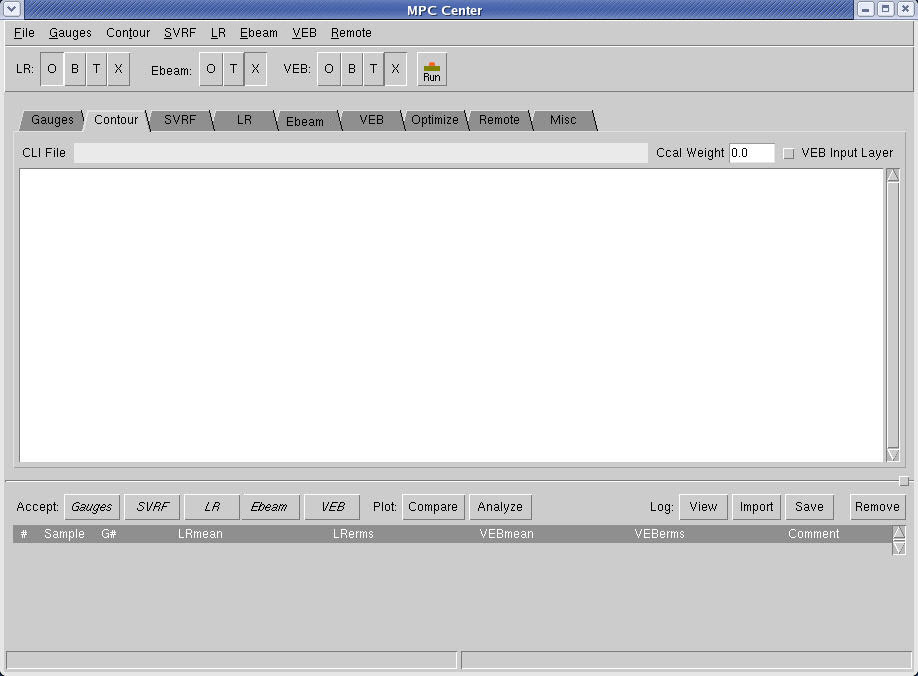 MPC Center
File Gauges Contour SVRF LR Ebeam VEB Remote
LR: O B T X Ebeam: O T X VEB: O B T X Run
Gauges Contour SVRF LR Ebeam VEB Optimize Remote Misc
CLI File Ccal Weight 0.0 VEB Input Layer
Accept: Gauges SVRF LR Ebeam VEB Plot: Compare Analyze Log: View Import Save Remove
# Sample G# LRmean LRerms VEBmean VEBerms Comment